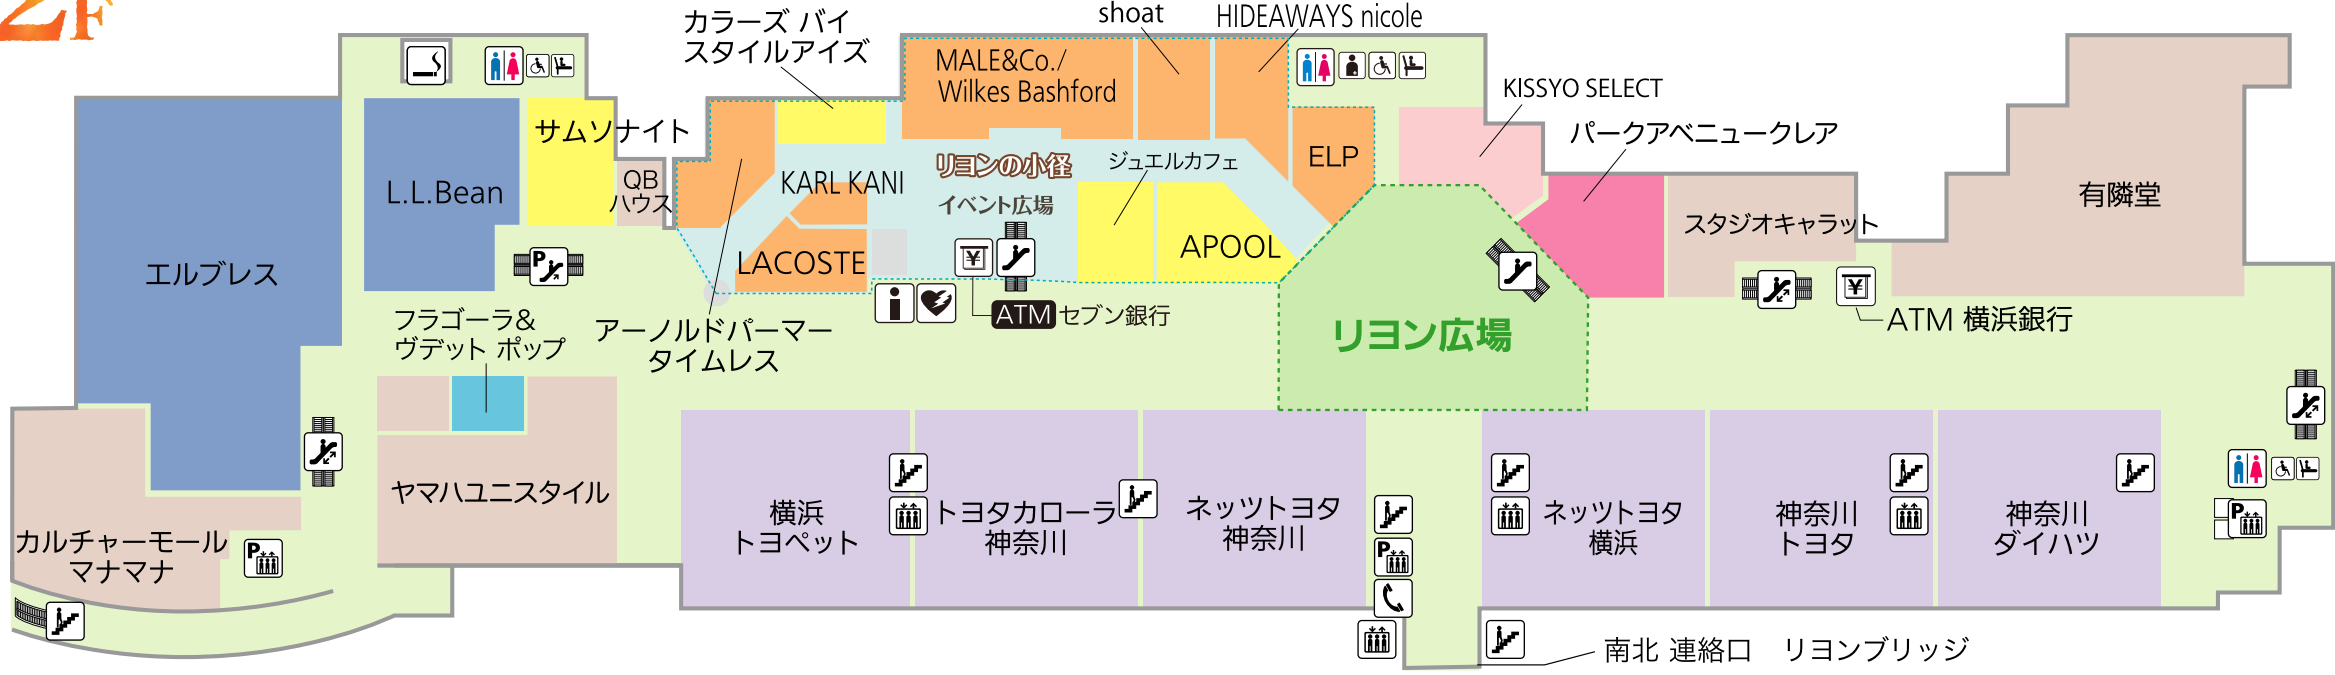 2F
カラーズ バイ
スタイルアイズ
shoat
HIDEAWAYS nicole
MALE&Co./
Wilkes Bashford
KISSYO SELECT
パークアベニュークレア
サムソナイト
L.L.Bean
QB
ハウス
KARL KANI
リヨンの小径
イベント広場
ジュエルカフェ
ELP
スタジオキャラット
有隣堂
エルブレス
LACOSTE
APOOL
P
¥
ATM セブン銀行
¥
ATM 横浜銀行
フラゴーラ&
ヴデット ポップ
アーノルドパーマー
タイムレス
リヨン広場
ヤマハユニスタイル
カルチャーモール
マナマナ
P
横浜
トヨペット
トヨタカローラ
神奈川
ネッツトヨタ
神奈川
P
ネッツトヨタ
横浜
神奈川
トヨタ
神奈川
ダイハツ
P
南北 連絡口　リヨンブリッジ